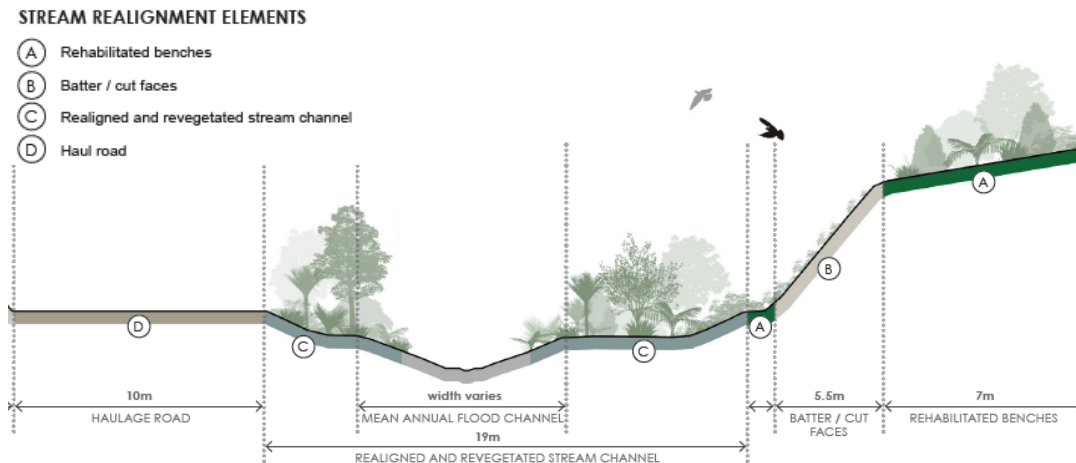 STREAM REALIGNMENT ELEMENTS
A Rehabilitated benches
B Batter / cut faces
C Realigned and revegetated stream channel
D Haul road
A
B
D
C
C
A
10m
width varies
5.5m
7m
HAULAGE ROAD
MEAN ANNUAL FLOOD CHANNEL
BATTER / CUT
FACES
REHABILITATED BENCHES
19m
REALIGNED AND REVEGETATED STREAM CHANNEL